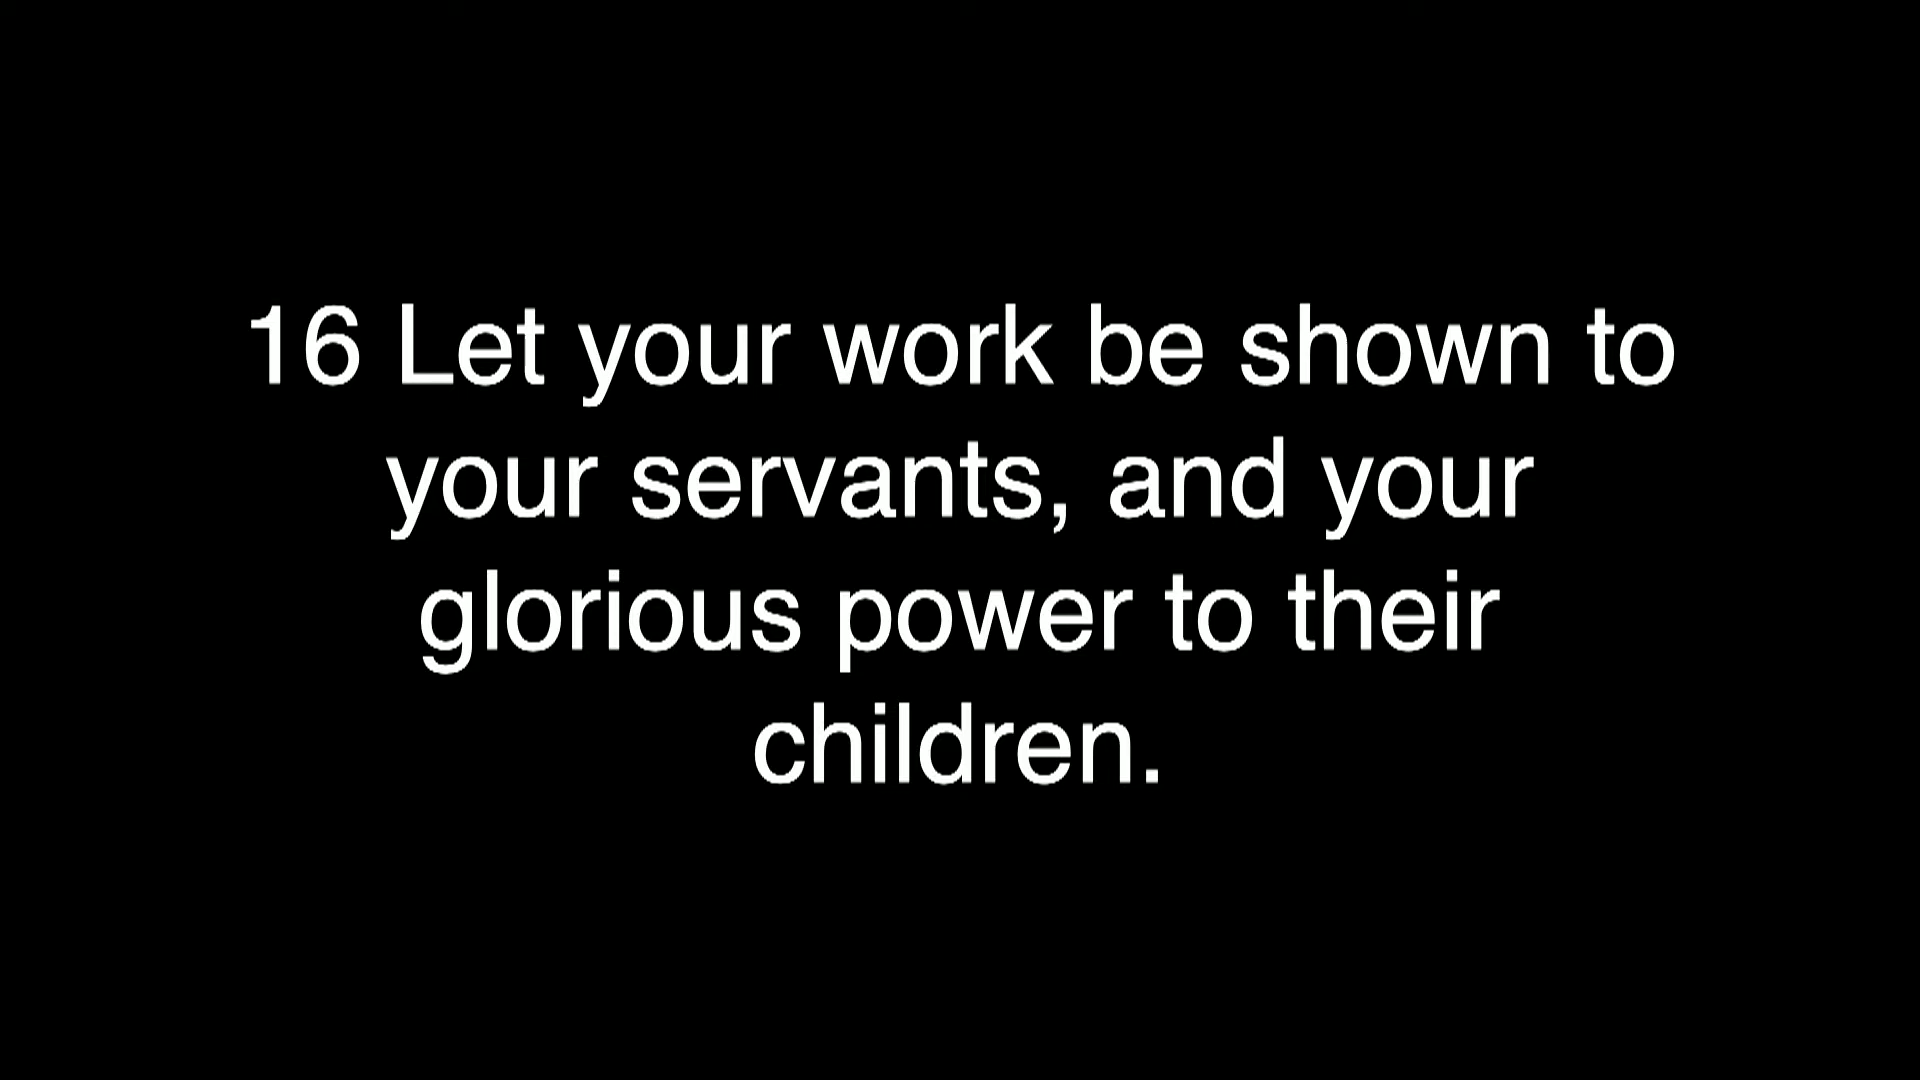 16 Let your work be shown to
your servants, and your
glorious power to their
children.